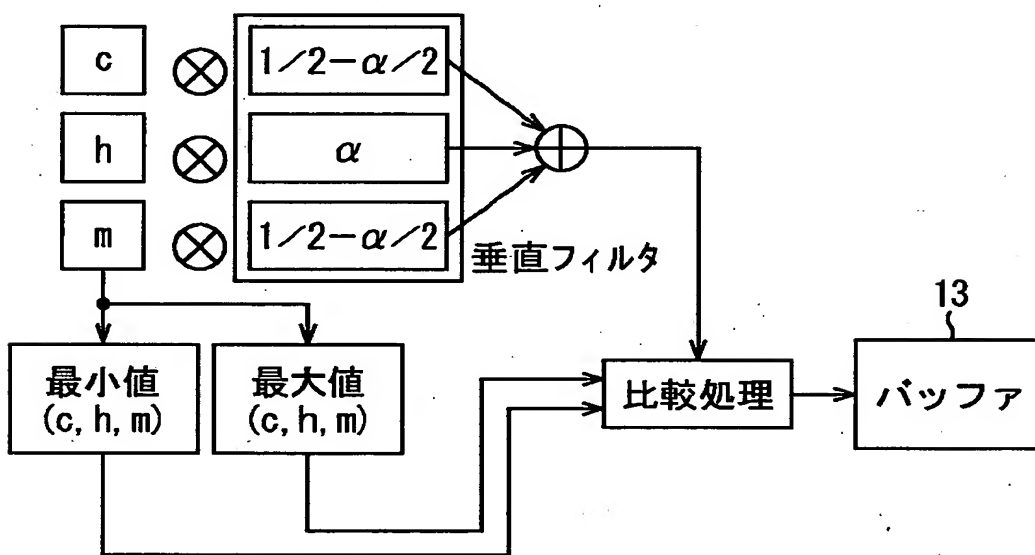 c
1/2-α/2
h
α
m
1/2-α/2
垂直フィルタ
最小値
(c, h, m)
最大値
(c, h, m)
比較処理
13
バッファ